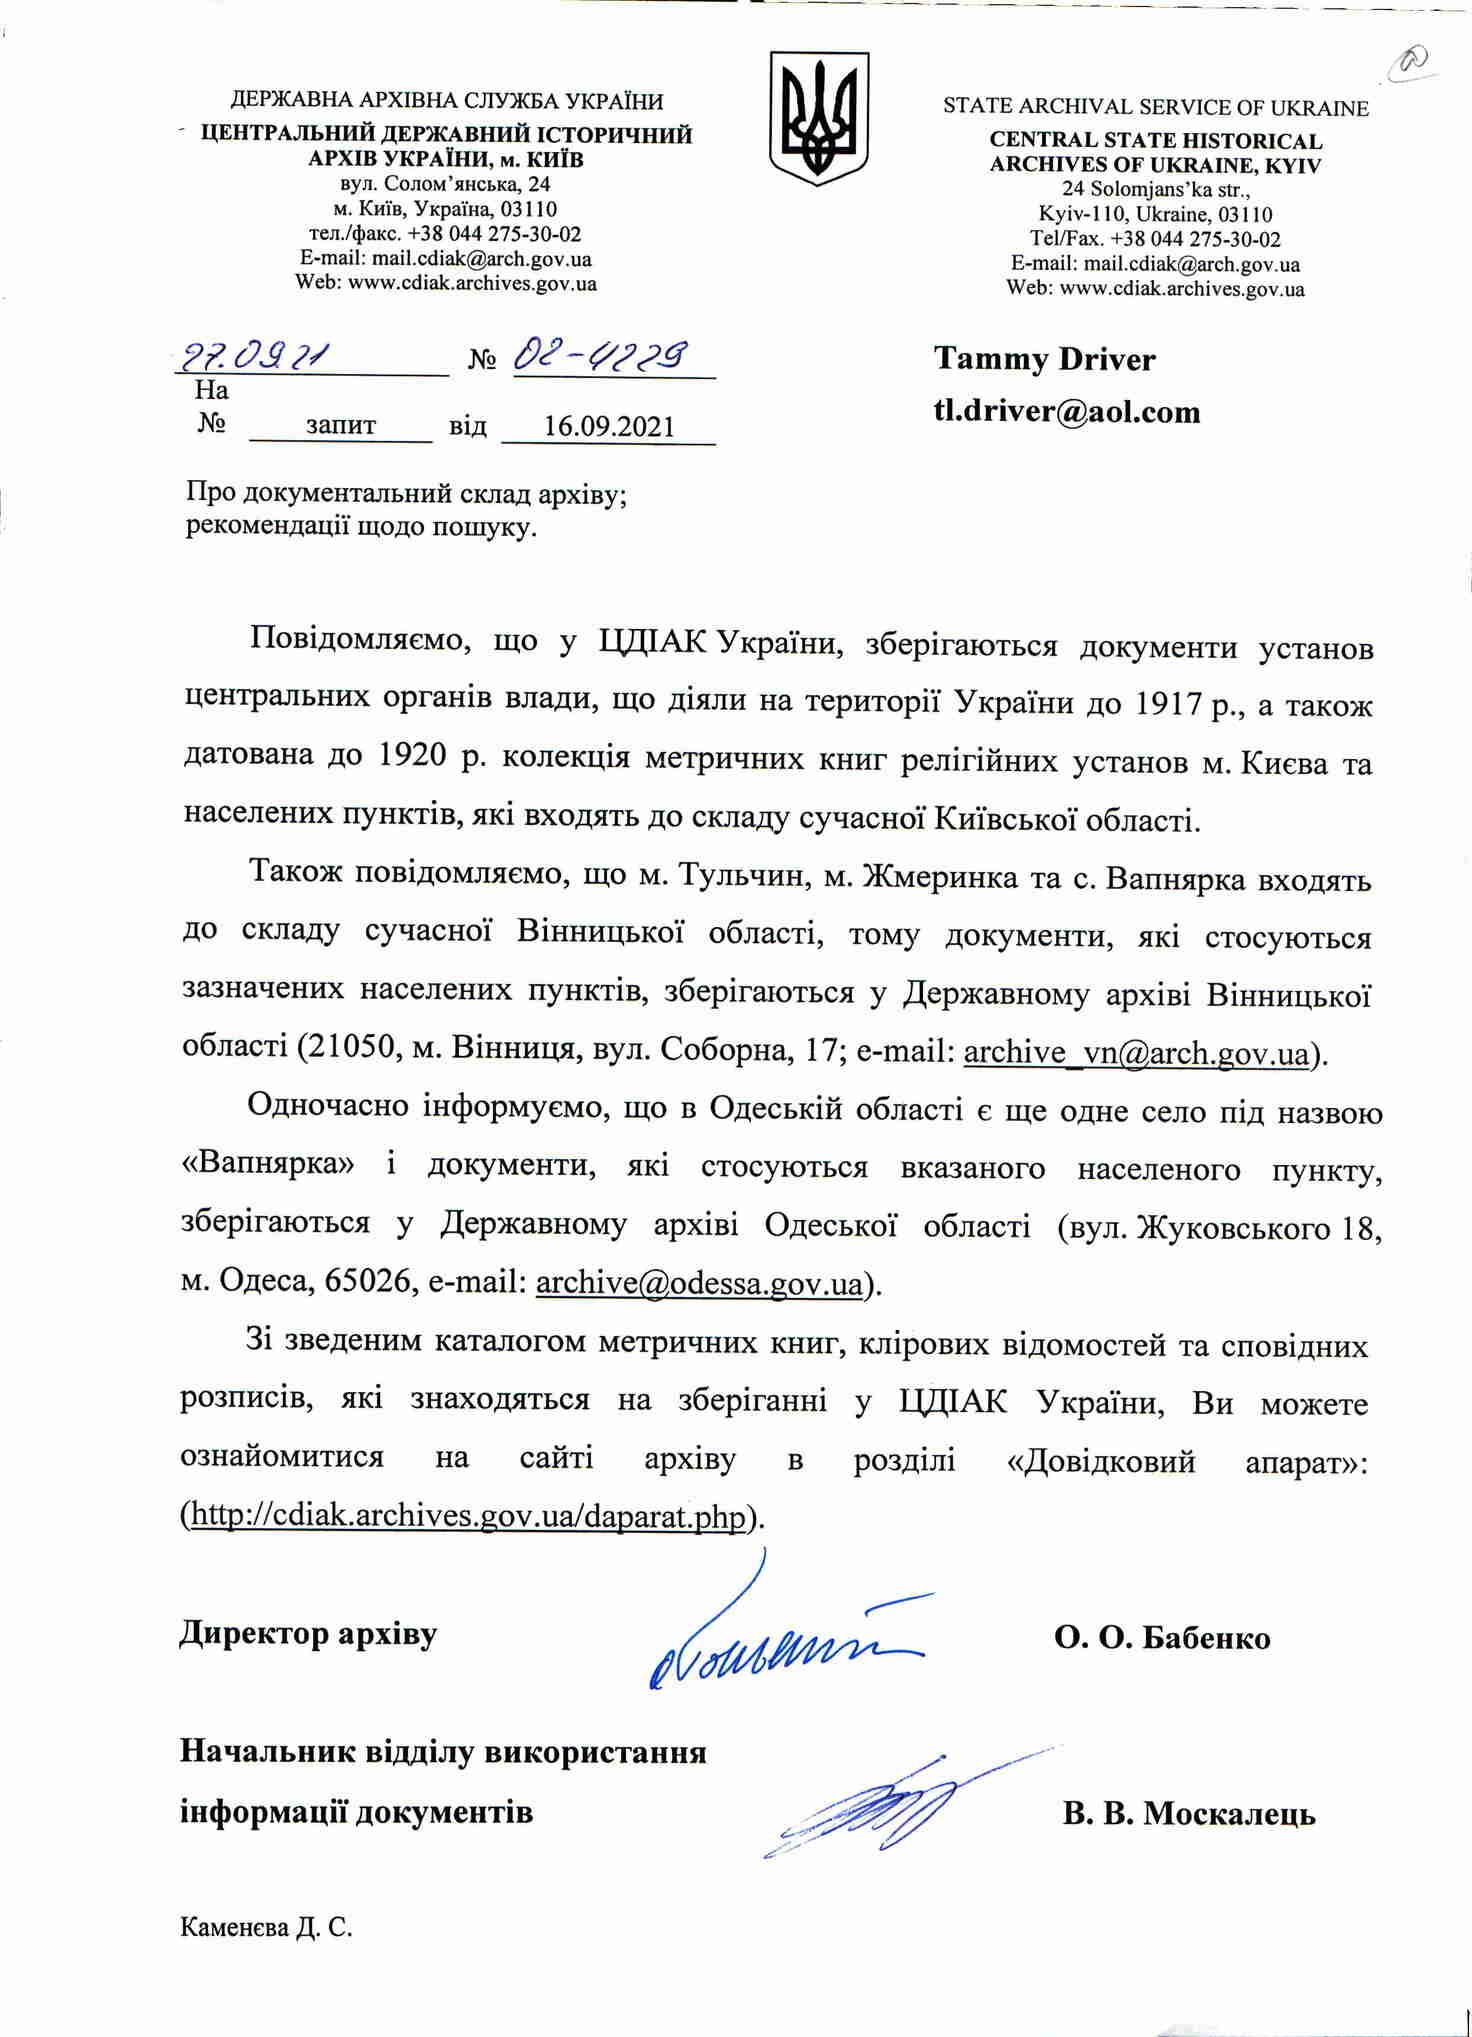 ДЕРЖАВНА АРХІВНА СЛУЖБА УКРАЇНИ
ЦЕНТРАЛЬНИЙ ДЕРЖАВНИЙ ІСТОРИЧНИЙ
АРХІВ УКРАЇНИ, м. КИЇВ
вул. Солом’янська, 24
м. Київ, Україна, 03110
тел./факс. +38 044 275-30-02
E-mail: mail.cdiak@arch.gov.ua
Web: www.cdiak.archives.gov.ua
STATE ARCHIVAL SERVICE OF UKRAINE
CENTRAL STATE HISTORICAL
ARCHIVES OF UKRAINE, KYIV
24 Solomjans’ka str.,
Kyiv-110, Ukraine, 03110
Tel/Fax. +38 044 275-30-02
E-mail: mail.cdiak@arch.gov.ua
Web: www.cdiak.archives.gov.ua
27.09.21 № 02-4229
На
№ запит від 16.09.2021
Tammy Driver
tl.driver@aol.com
Про документальний склад архіву;
рекомендації щодо пошуку.
Повідомляємо, що у ЦДІАК України, зберігаються документи установ
центральних органів влади, що діяли на території України до 1917 р., а також
датована до 1920 р. колекція метричних книг релігійних установ м. Києва та
населених пунктів, які входять до складу сучасної Київської області.
Також повідомляємо, що м. Тульчин, м. Жмеринка та с. Вапнярка входять
до складу сучасної Вінницької області, тому документи, які стосуються
зазначених населених пунктів, зберігаються у Державному архіві Вінницької
області (21050, м. Вінниця, вул. Соборна, 17; e-mail: archive_vn@arch.gov.ua).
Одночасно інформуємо, що в Одеській області є ще одне село під назвою
«Вапнярка» і документи, які стосуються вказаного населеного пункту,
зберігаються у Державному архіві Одеської області (вул. Жуковського 18,
м. Одеса, 65026, e-mail: archive@odessa.gov.ua).
Зі зведеним каталогом метричних книг, клірових відомостей та сповідних
розписів, які знаходяться на зберіганні у ЦДІАК України, Ви можете
ознайомитися на сайті архіву в розділі «Довідковий апарат»:
(http://cdiak.archives.gov.ua/daparat.php).
Директор архіву О. О. Бабенко
Начальник відділу використання
інформації документів В. В. Москалець
Каменєва Д. С.